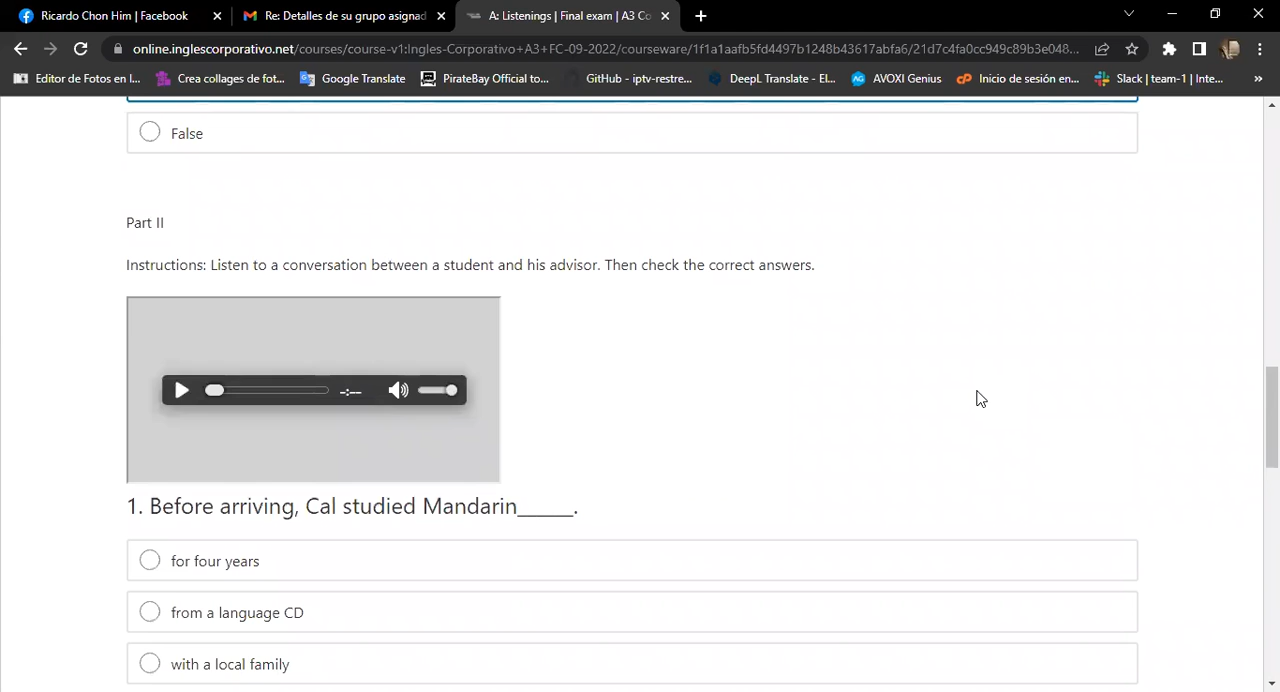 Ricardo Chon Him | Facebook
Re: Detalles de su grupo asignad
A: Listenings | Final exam | A3 Co
online.inglescorporativo.net/courses/course-v1:Ingles-Corporativo+A3+FC-09-2022/courseware/1f1a1aafb5fd4497b1248b43617abfa6/21d7c4fa0cc949c89b3e048...
Editor de Fotos en l...
Crea collages de fot...
Google Translate
PirateBay Official to...
GitHub - iptv-restre...
DeepL Translate - El...
AVOXI Genius
Inicio de sesión en...
Slack | team-1 | Inte...
»
False
Part II
Instructions: Listen to a conversation between a student and his advisor. Then check the correct answers.
-:--
1. Before arriving, Cal studied Mandarin______.
for four years
from a language CD
with a local family